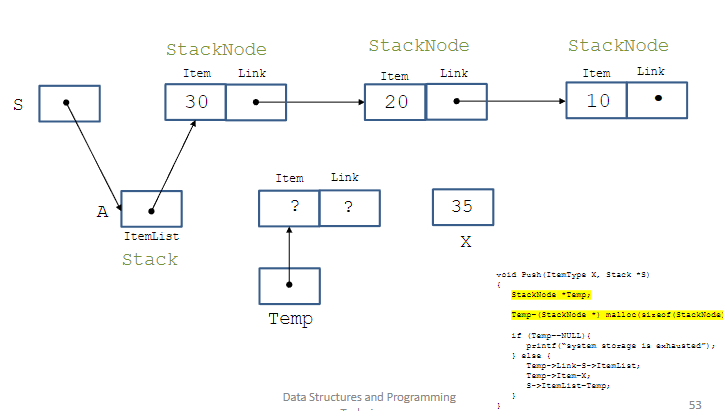 StackNode
StackNode
StackNode
Item Link
Item Link
Item Link
S
30
20
10
A
ItemList
Stack
Item Link
? ?
35
X
Temp
void Push(ItemType X, Stack *S)
{
StackNode *Temp;
Temp=(StackNode *) malloc(sizeof(StackNode)
if (Temp==NULL){
printf("system storage is exhausted");
} else {
Temp->Link=S->ItemList;
Temp->Item=X;
S->ItemList=Temp;
}
}
Data Structures and Programming
53